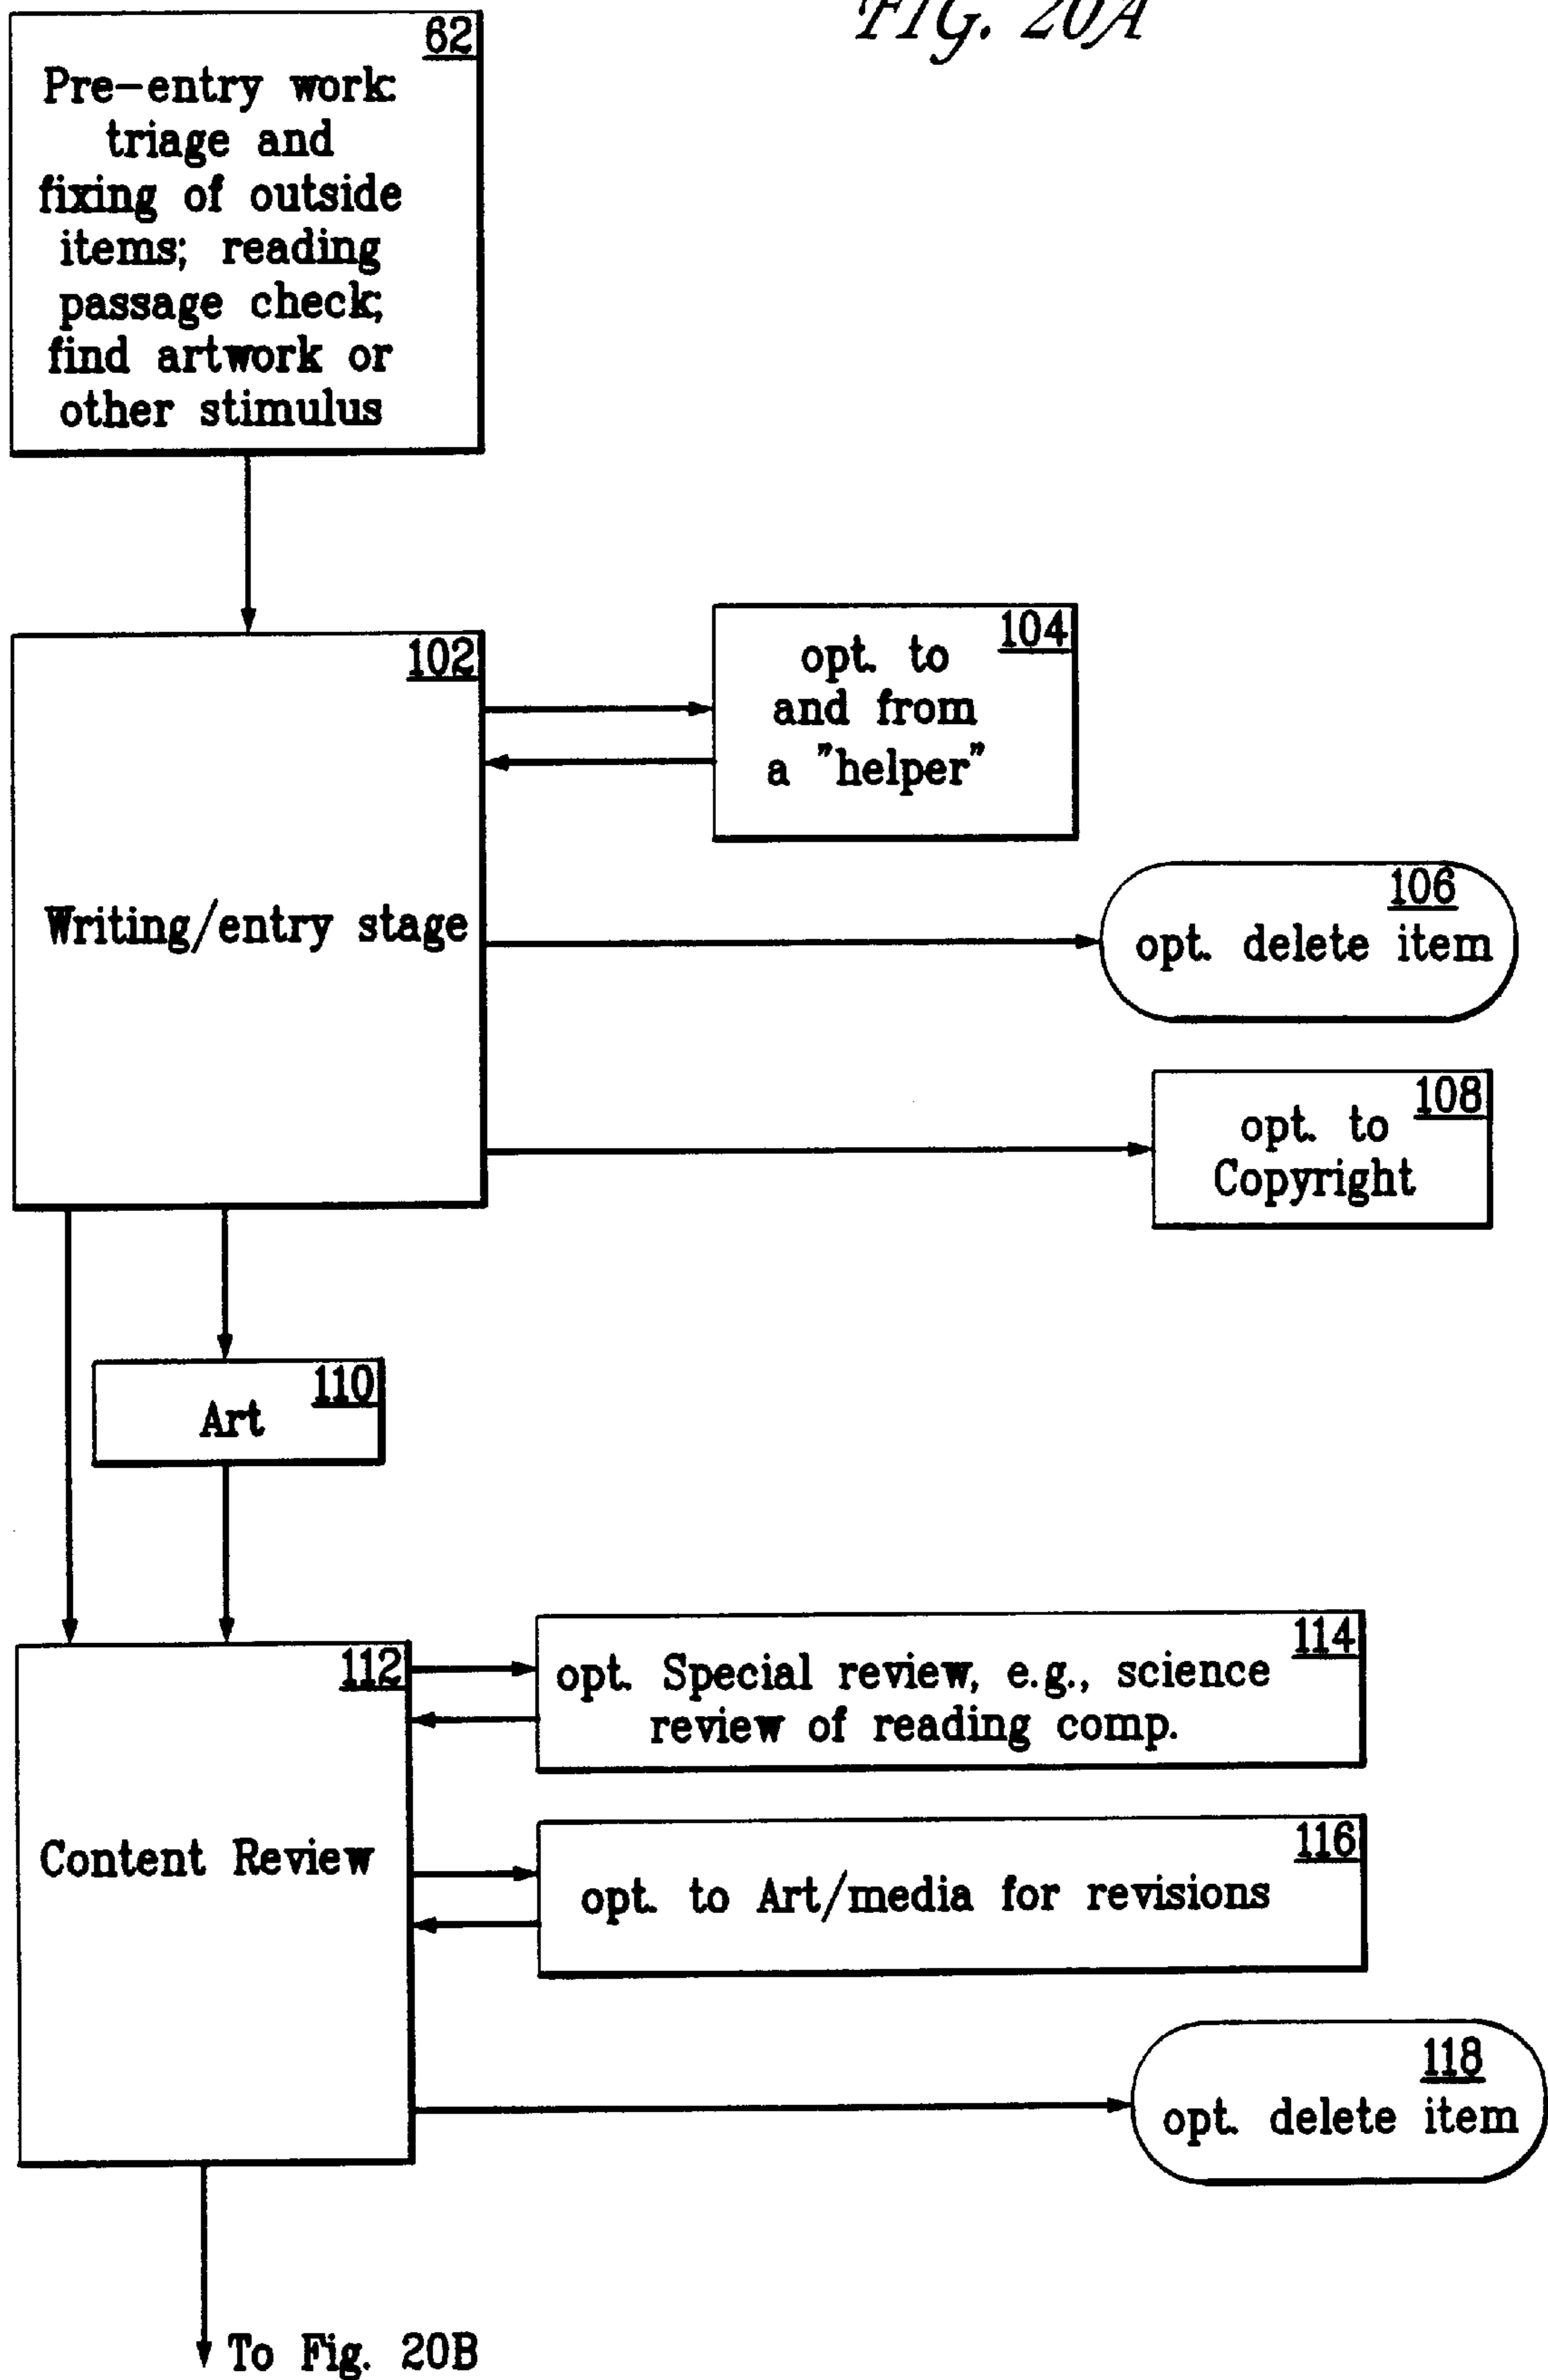 FIG. 20A
62
Pre-entry work:
triage and
fixing of outside
items; reading
passage check;
find artwork or
other stimulus
102
Writing/entry stage
104
opt. to
and from
a "helper"
106
opt. delete item
108
opt. to
Copyright
110
Art
112
Content Review
114
opt. Special review, e.g., science
review of reading comp.
116
opt. to Art/media for revisions
118
opt. delete item
To Fig. 20B